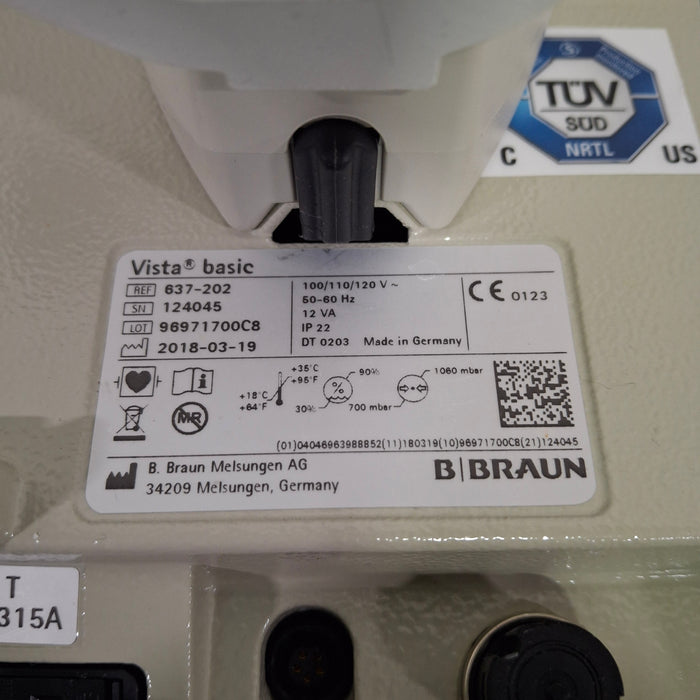 TÜV
SÜD
NRTL
C US
Vista® basic
REF 637-202
SN 124045
LOT 96971700C8
2018-03-19
100/110/120 V ~
50-60 Hz
12 VA
IP 22
DT 0203 Made in Germany
CE 0123
+35°C
+95°F
+18°C
+64°F
90%
%
30%
1060 mbar
700 mbar
MR
(01)04046963988852(11)180319(10)96971700C8(21)124045
B. Braun Melsungen AG
34209 Melsungen, Germany
B|BRAUN
T
315A